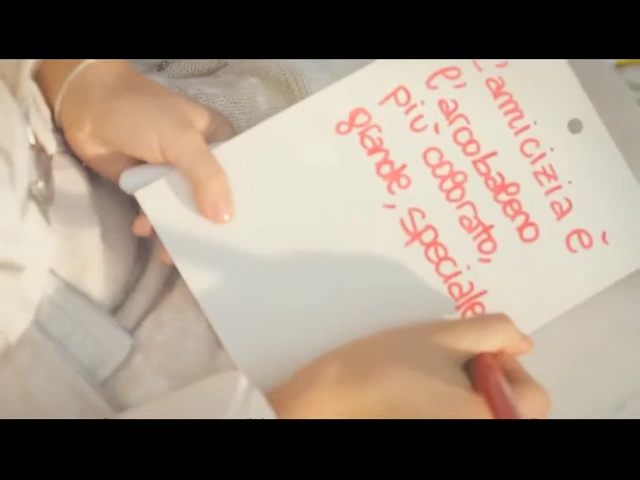 L'amicizia è
l'arcobaleno
più colorato,
grande, speciale